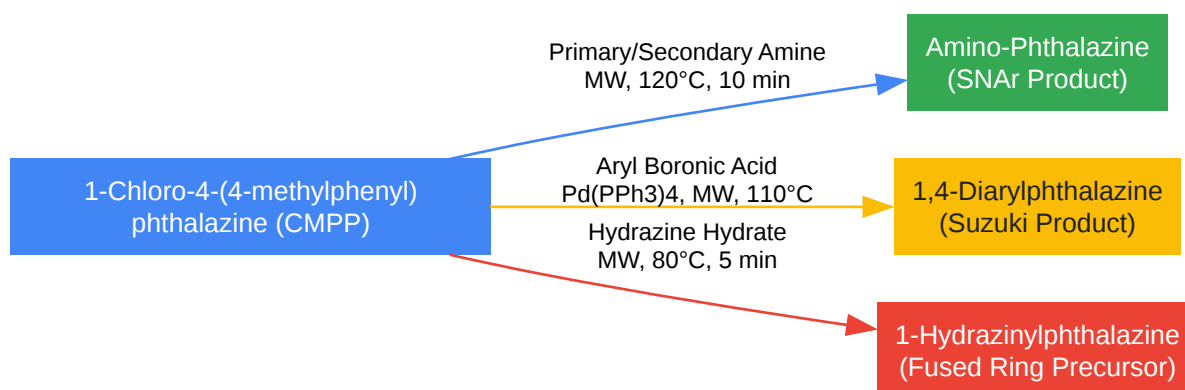 Primary/Secondary Amine
MW, 120°C, 10 min
Amino-Phthalazine
(SNAr Product)
1-Chloro-4-(4-methylphenyl)
phthalazine (CMPP)
Aryl Boronic Acid
Pd(PPh3)4, MW, 110°C
1,4-Diarylphthalazine
(Suzuki Product)
Hydrazine Hydrate
MW, 80°C, 5 min
1-Hydrazinylphthalazine
(Fused Ring Precursor)